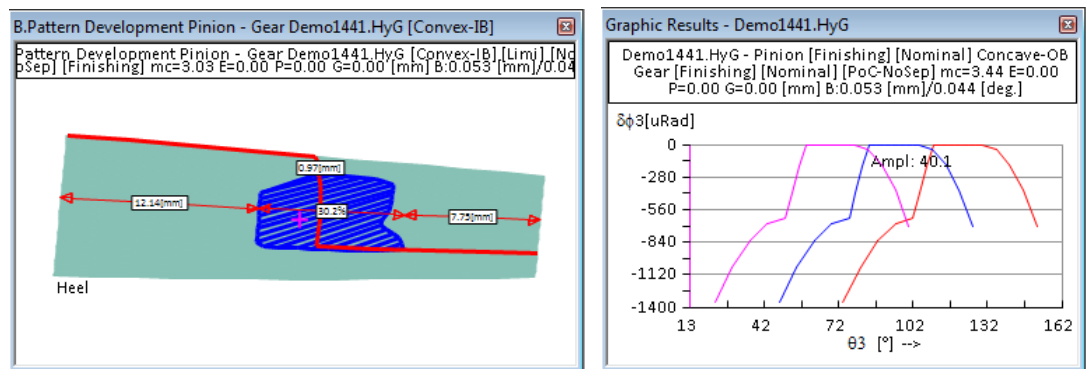 B.Pattern Development Pinion - Gear Demo1441.HyG [Convex-IB]
Pattern Development Pinion - Gear Demo1441.HyG [Convex-IB] [Limi] [No
oSep] [Finishing] mc=3.03 E=0.00 P=0.00 G=0.00 [mm] B:0.053 [mm]/0.04
0.97[mm]
12.14[mm]
30.2%
7.75[mm]
Heel
Graphic Results - Demo1441.HyG
Demo1441.HyG - Pinion [Finishing] [Nominal] Concave-OB
Gear [Finishing] [Nominal] [PoC-NoSep] mc=3.44 E=0.00
P=0.00 G=0.00 [mm] B:0.053 [mm]/0.044 [deg.]
δϕ3[uRad]
0
Ampl: 40.1
-280
-560
-840
-1120
-1400
13 42 72 102 132 162
θ3 [°] -->